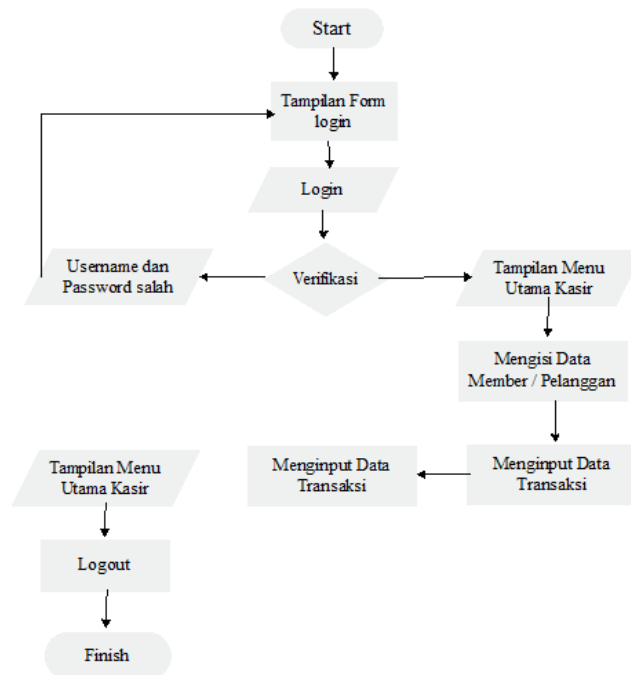 Start
Tampilan Form
login
Login
Verifikasi
Username dan
Password salah
Tampilan Menu
Utama Kasir
Mengisi Data
Member / Pelanggan
Menginput Data
Transaksi
Menginput Data
Transaksi
Tampilan Menu
Utama Kasir
Logout
Finish